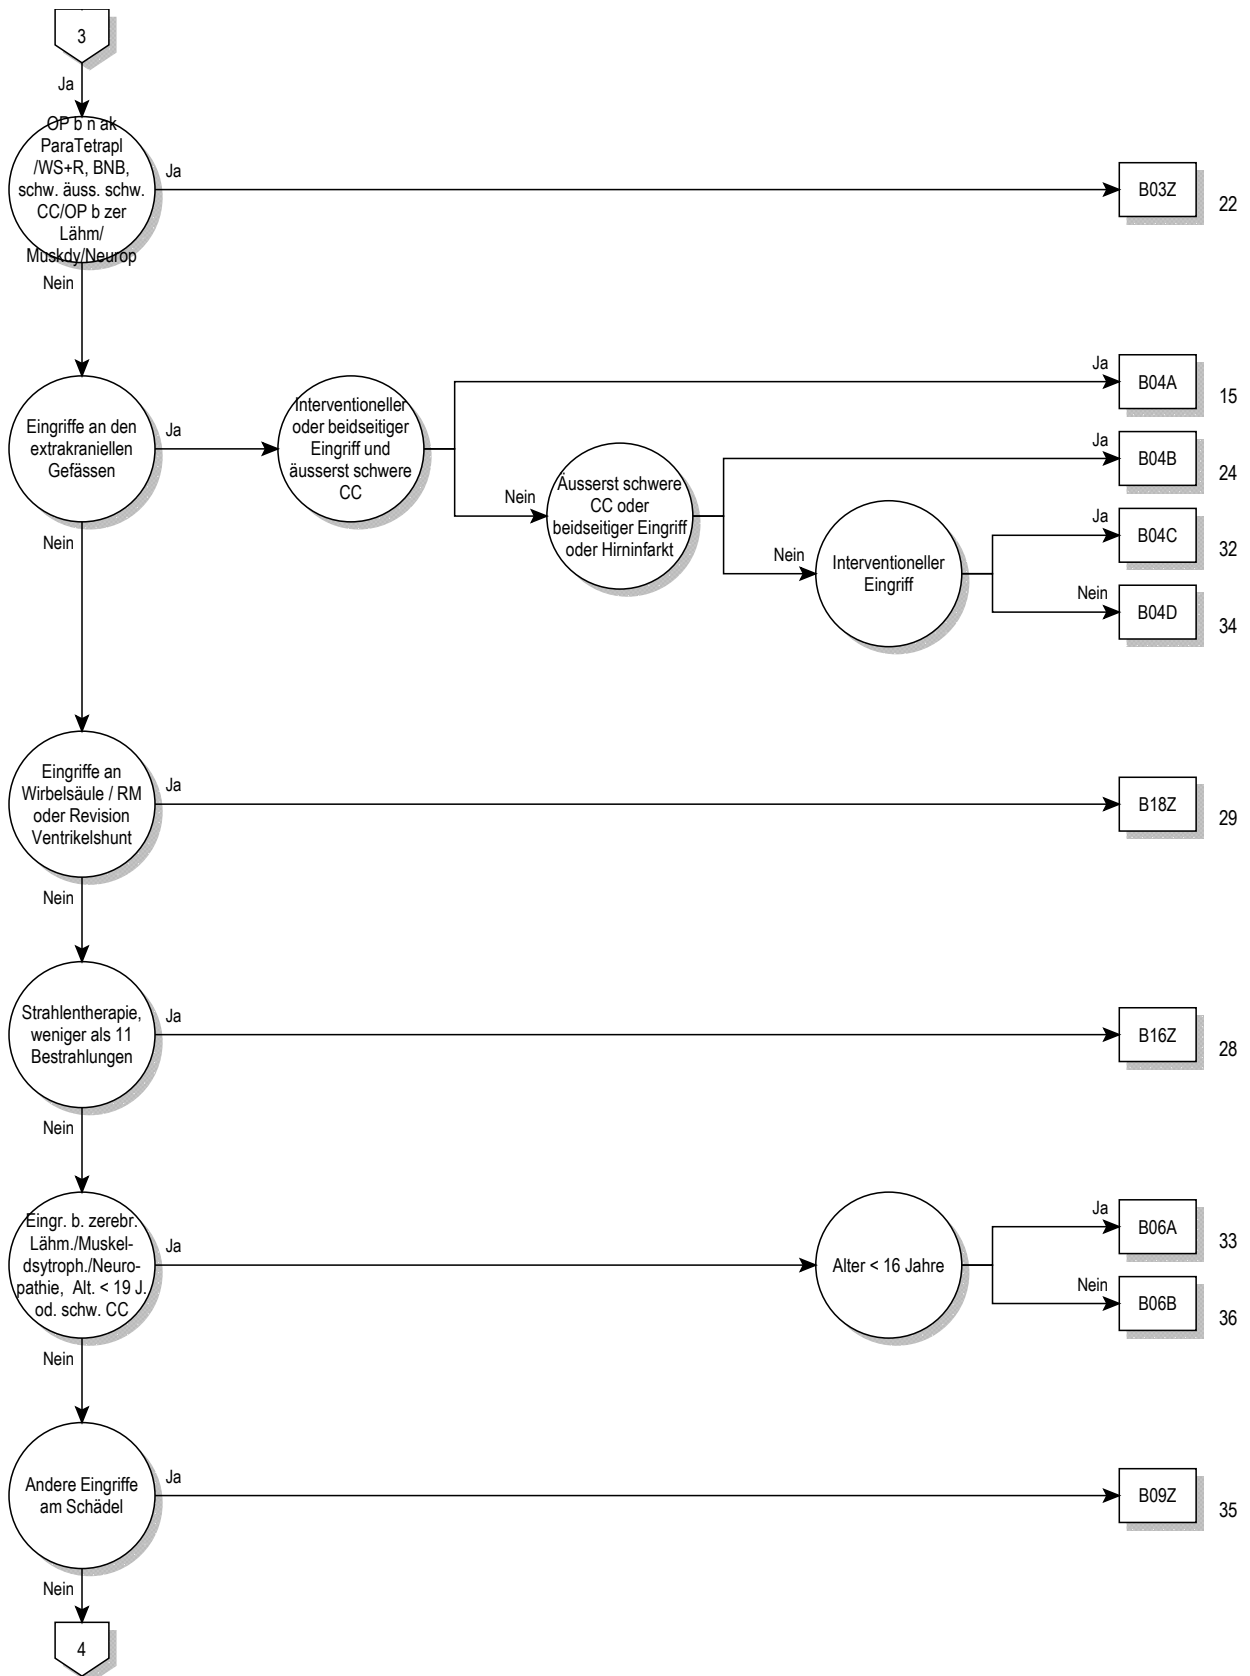 3
Ja
OP b n ak
ParaTetrapl
/WS+R, BNB,
schw. äuss. schw.
CC/OP b zer
Lähm/
Muskdy/Neurop
Ja
B03Z
22
Nein
Eingriffe an den
extrakraniellen
Gefässen
Ja
Interventioneller
oder beidseitiger
Eingriff und
äusserst schwere
CC
Ja
B04A
15
Nein
Äusserst schwere
CC oder
beidseitiger Eingriff
oder Hirninfarkt
Ja
B04B
24
Nein
Interventioneller
Eingriff
Ja
B04C
32
Nein
B04D
34
Nein
Eingriffe an
Wirbelsäule / RM
oder Revision
Ventrikelshunt
Ja
B18Z
29
Nein
Strahlentherapie,
weniger als 11
Bestrahlungen
Ja
B16Z
28
Nein
Eingr. b. zerebr.
Lähm./Muskel-
dsytroph./Neuro-
pathie, Alt. < 19 J.
od. schw. CC
Ja
Alter < 16 Jahre
Ja
B06A
33
Nein
B06B
36
Nein
Andere Eingriffe
am Schädel
Ja
B09Z
35
Nein
4